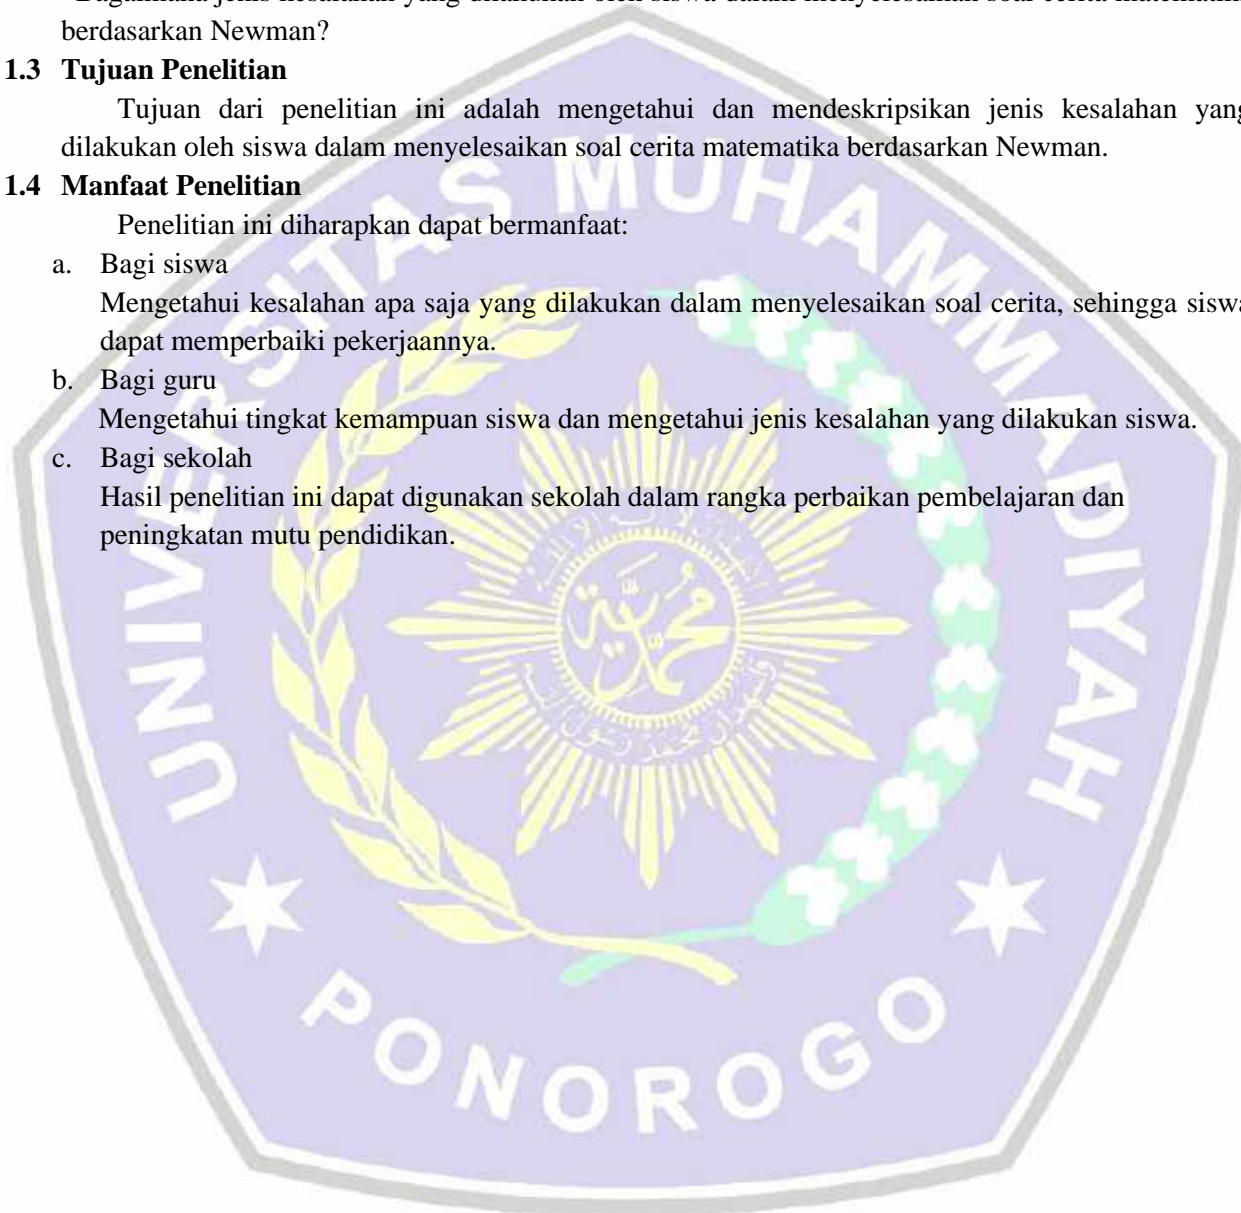 berdasarkan Newman?
1.3 Tujuan Penelitian
Tujuan dari penelitian ini adalah mengetahui dan mendeskripsikan jenis kesalahan yang
dilakukan oleh siswa dalam menyelesaikan soal cerita matematika berdasarkan Newman.
1.4 Manfaat Penelitian
Penelitian ini diharapkan dapat bermanfaat:
a. Bagi siswa
Mengetahui kesalahan apa saja yang dilakukan dalam menyelesaikan soal cerita, sehingga siswa
dapat memperbaiki pekerjaannya.
b. Bagi guru
Mengetahui tingkat kemampuan siswa dan mengetahui jenis kesalahan yang dilakukan siswa.
c. Bagi sekolah
Hasil penelitian ini dapat digunakan sekolah dalam rangka perbaikan pembelajaran dan
peningkatan mutu pendidikan.
UNIVERSITAS MUHAMMADIYAH
محمد
PONOROGO